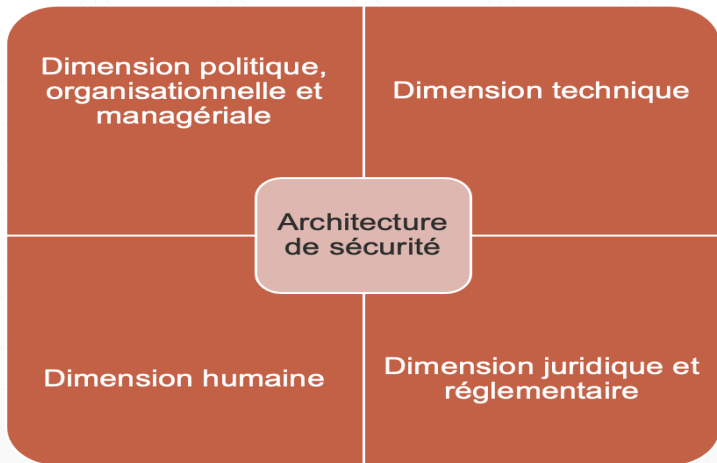 Dimension politique,
organisationnelle et
managériale
Dimension technique
Architecture
de sécurité
Dimension humaine
Dimension juridique et
réglementaire